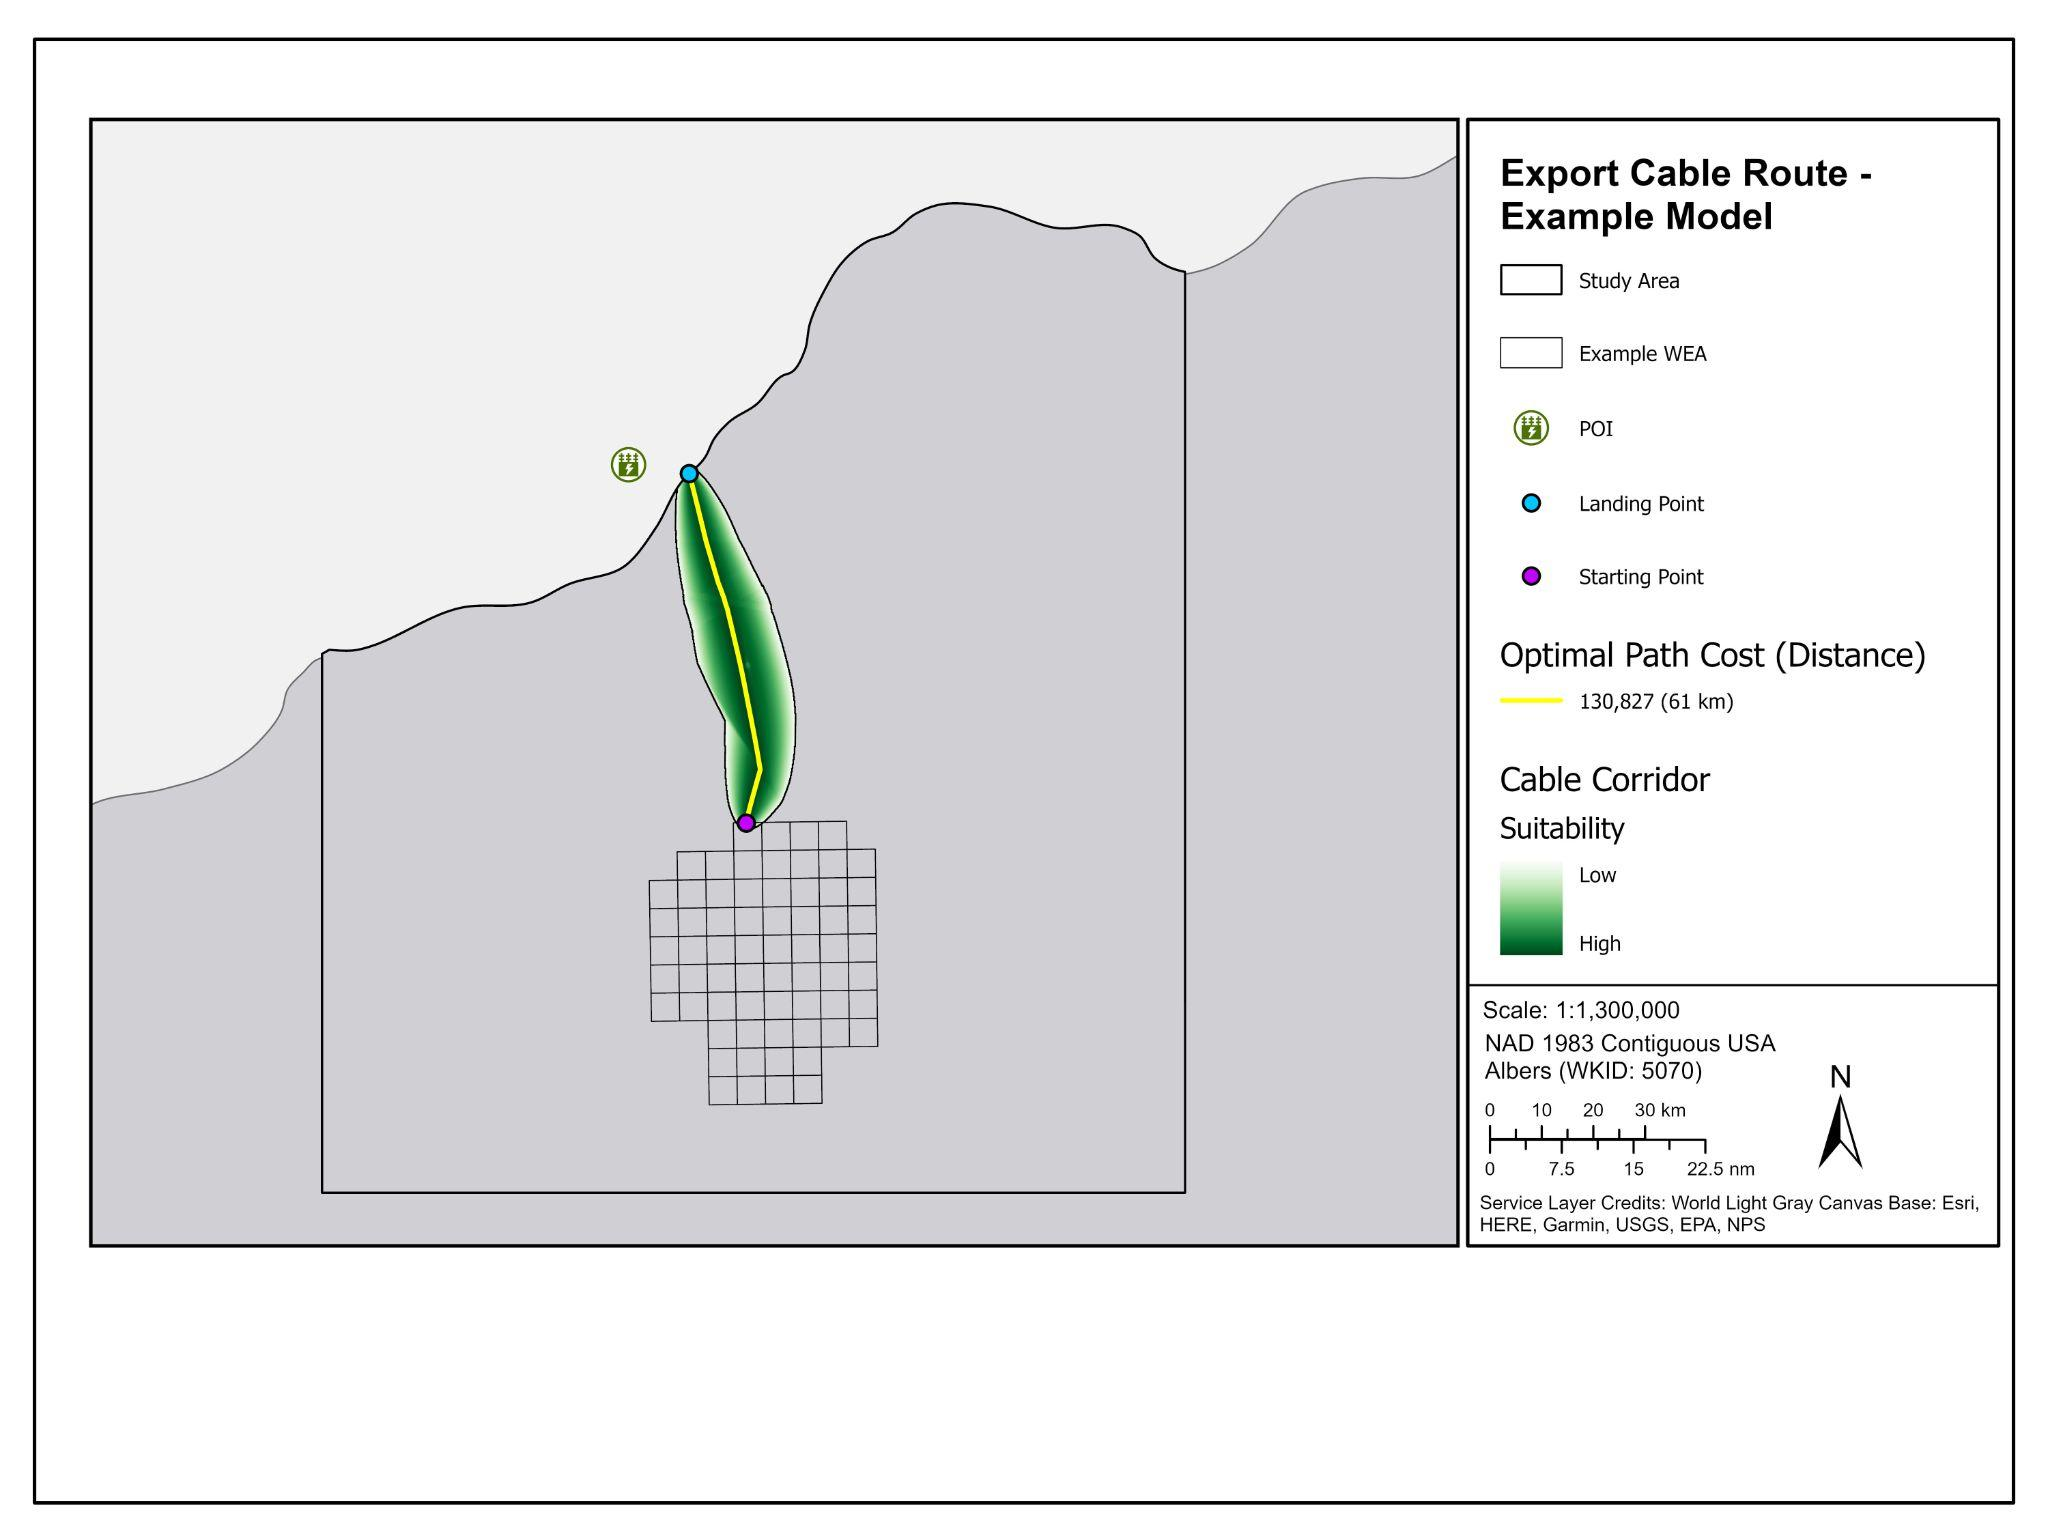 Export Cable Route -
Example Model
Study Area
Example WEA
POI
Landing Point
Starting Point
Optimal Path Cost (Distance)
130,827 (61 km)
Cable Corridor
Suitability
Low
High
Scale: 1:1,300,000
NAD 1983 Contiguous USA
Albers (WKID: 5070)
N
0 10 20 30 km
0 7.5 15 22.5 nm
Service Layer Credits: World Light Gray Canvas Base: Esri,
HERE, Garmin, USGS, EPA, NPS